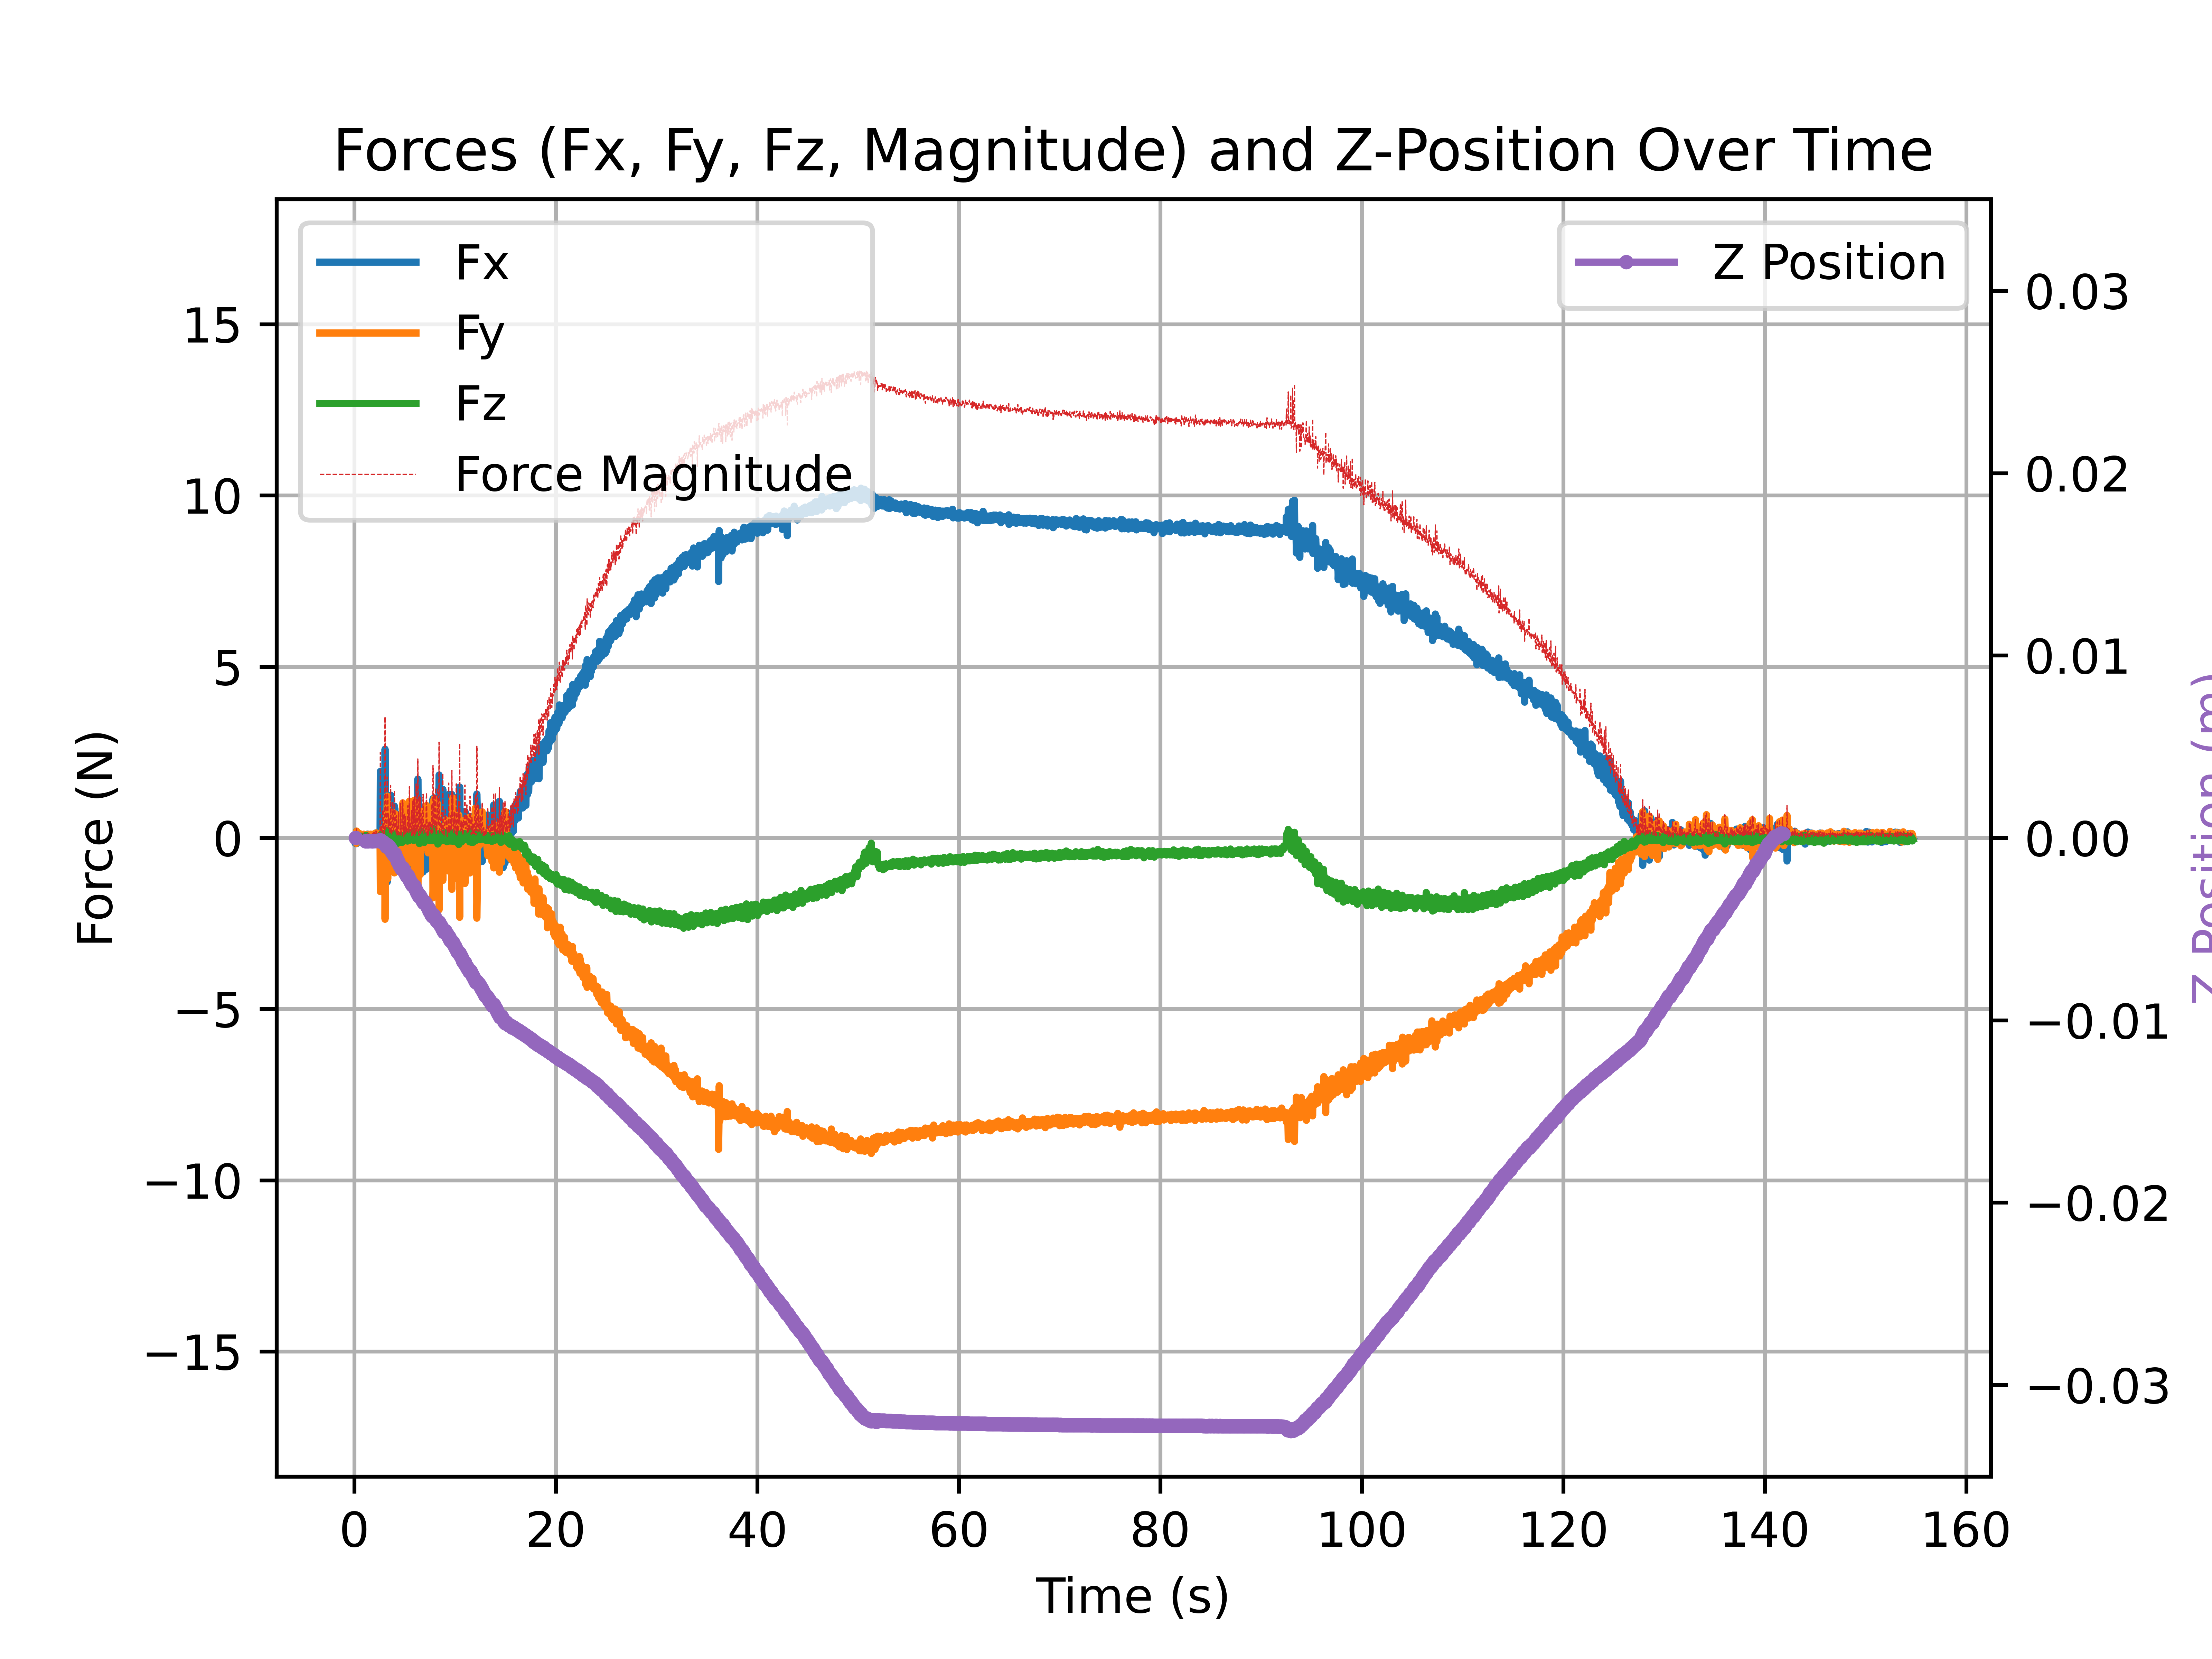 Forces (Fx, Fy, Fz, Magnitude) and Z-Position Over Time
Fx
Fy
Fz
Force Magnitude
Z Position
Force (N)
15
10
5
0
−5
−10
−15
0.03
0.02
0.01
0.00
−0.01
−0.02
−0.03
Z Position (m)
0
20
40
60
80
100
120
140
160
Time (s)